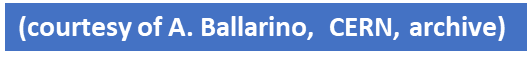 (courtesy of A. Ballarino, CERN, archive)